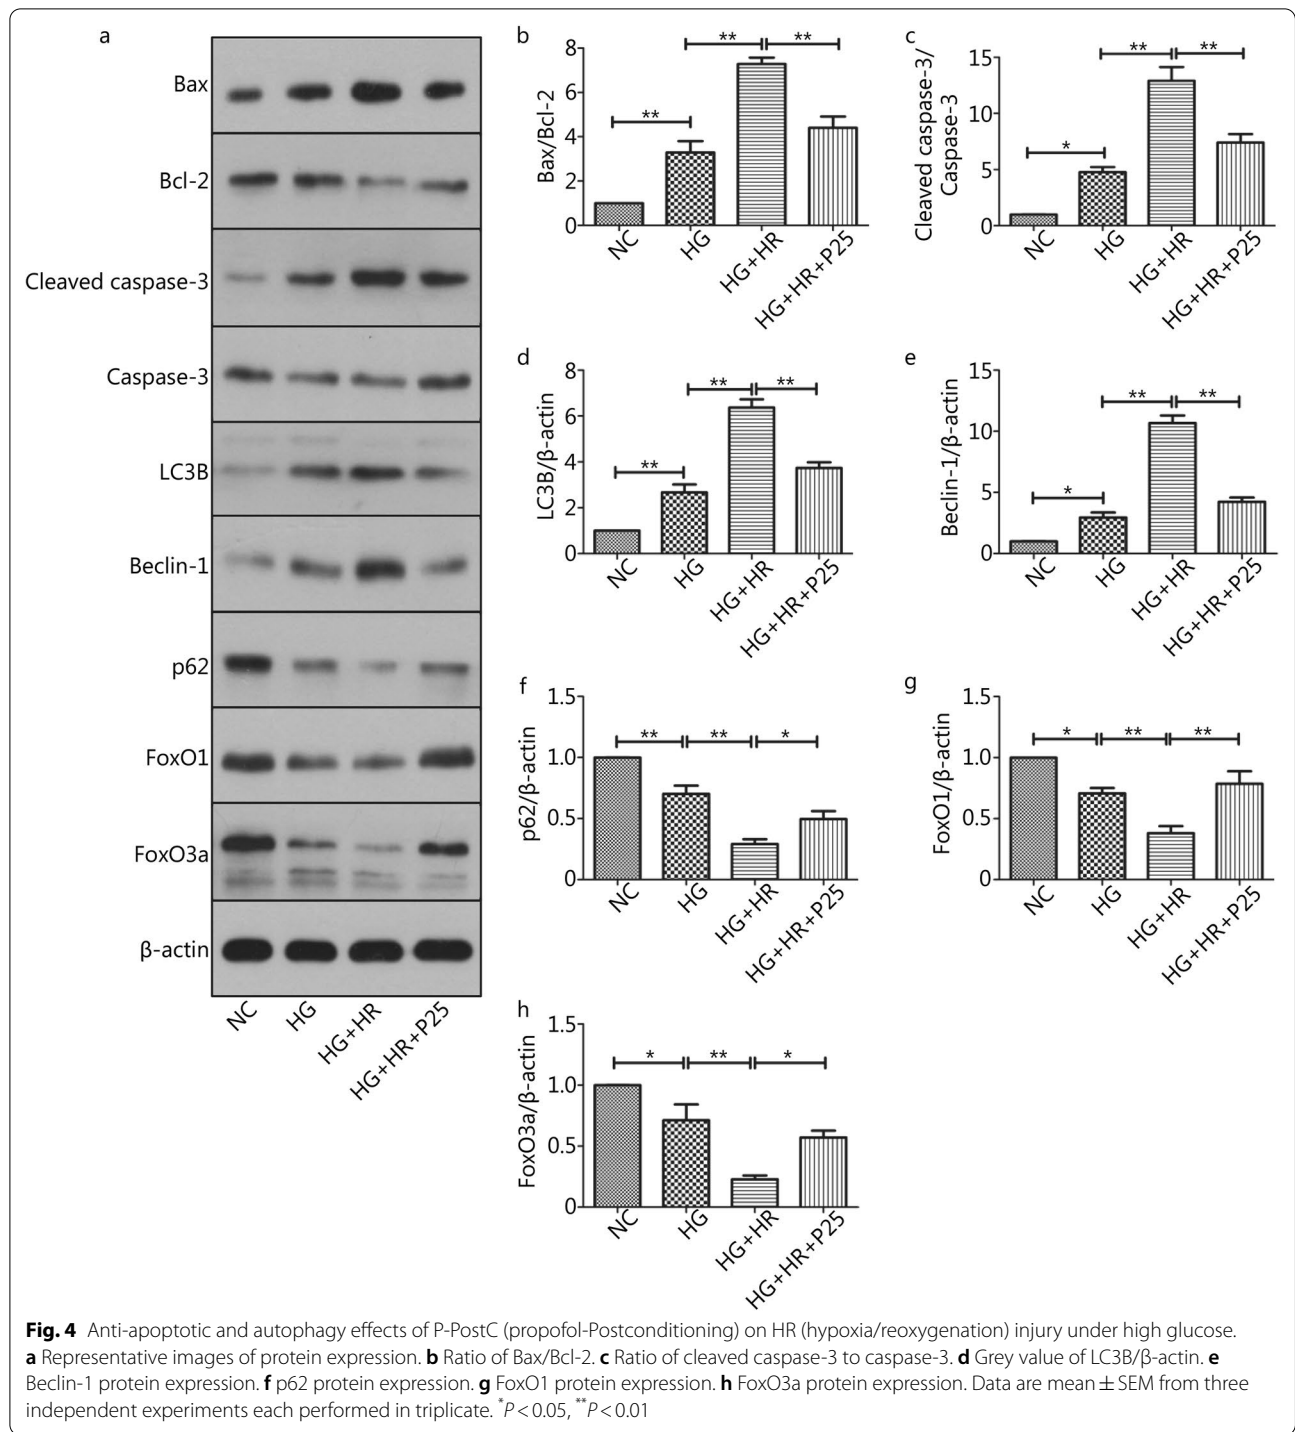 a
Bax
Bcl-2
Cleaved caspase-3
Caspase-3
LC3B
Beclin-1
p62
FoxO1
FoxO3a
β-actin
NC
HG
HG+HR
HG+HR+P25
b
Bax/Bcl-2
8
6
4
2
0
**
**
**
NC
HG
HG+HR
HG+HR+P25
c
Cleaved caspase-3/
Caspase-3
15
10
5
0
*
**
**
NC
HG
HG+HR
HG+HR+P25
d
LC3B/β-actin
8
6
4
2
0
**
**
**
NC
HG
HG+HR
HG+HR+P25
e
Beclin-1/β-actin
15
10
5
0
*
**
**
NC
HG
HG+HR
HG+HR+P25
f
p62/β-actin
1.5
1.0
0.5
0
**
**
*
NC
HG
HG+HR
HG+HR+P25
g
FoxO1/β-actin
1.5
1.0
0.5
0
*
**
**
NC
HG
HG+HR
HG+HR+P25
h
FoxO3a/β-actin
1.5
1.0
0.5
0
*
**
*
NC
HG
HG+HR
HG+HR+P25
Fig. 4 Anti-apoptotic and autophagy effects of P-PostC (propofol-Postconditioning) on HR (hypoxia/reoxygenation) injury under high glucose.
a Representative images of protein expression. b Ratio of Bax/Bcl-2. c Ratio of cleaved caspase-3 to caspase-3. d Grey value of LC3B/β-actin. e
Beclin-1 protein expression. f p62 protein expression. g FoxO1 protein expression. h FoxO3a protein expression. Data are mean ± SEM from three
independent experiments each performed in triplicate. *P < 0.05, **P < 0.01